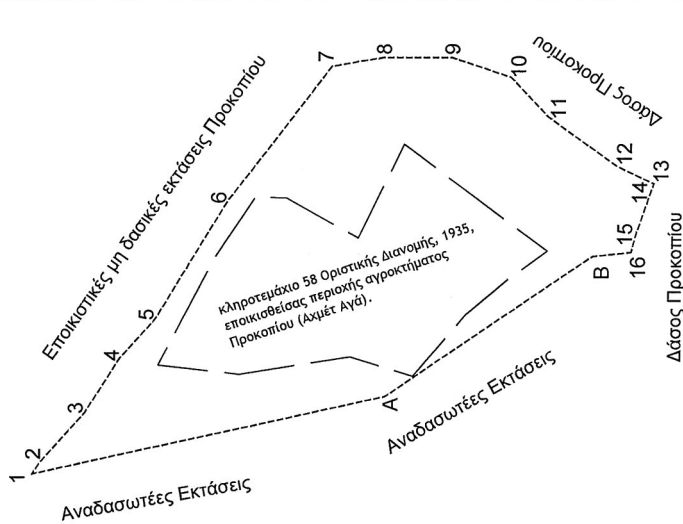 Εποικιστικές μη δασικές εκτάσεις Προκοπίου
Δάσος Προκοπίου
κληροτεμάχιο 58 Οριστικής Διανομής, 1935,
εποικισθείσας περιοχής αγροκτήματος
Προκοπίου (Αχμέτ Αγά).
Αναδασωτέες Εκτάσεις
Αναδασωτέες Εκτάσεις
Δάσος Προκοπίου
1
2
3
4
5
6
7
8
9
10
11
12
13
14
15
16
A
B